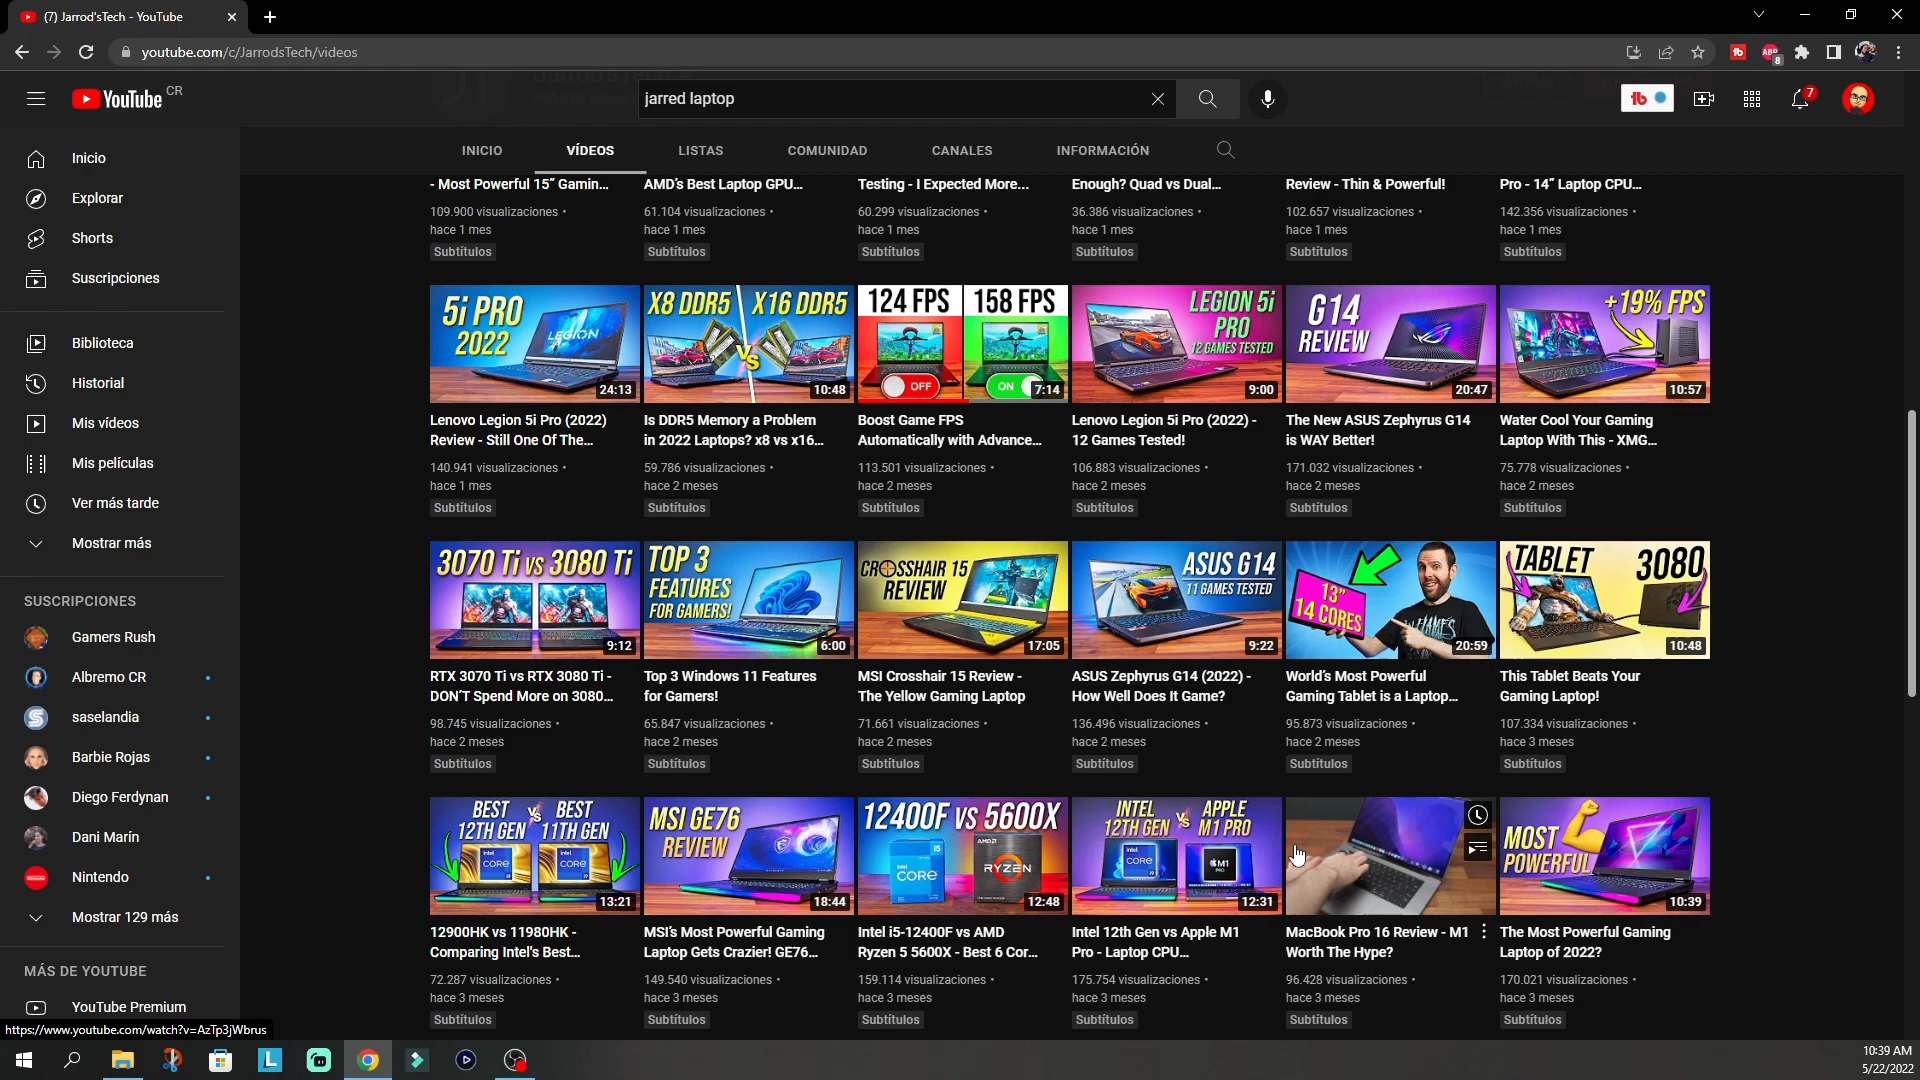 (7) Jarrod'sTech - YouTube
youtube.com/c/JarrodsTech/videos
YouTube CR
jarred laptop
7
INICIO
VÍDEOS
LISTAS
COMUNIDAD
CANALES
INFORMACIÓN
Inicio
Explorar
Shorts
Suscripciones
Biblioteca
Historial
Mis vídeos
Mis películas
Ver más tarde
Mostrar más
SUSCRIPCIONES
Gamers Rush
Albremo CR
saselandia
Barbie Rojas
Diego Ferdynan
Dani Marín
Nintendo
Mostrar 129 más
MÁS DE YOUTUBE
YouTube Premium
https://www.youtube.com/watch?v=AzTp3jWbrus
- Most Powerful 15” Gamin...
109.900 visualizaciones •
hace 1 mes
Subtítulos
AMD’s Best Laptop GPU...
61.104 visualizaciones •
hace 1 mes
Subtítulos
Testing - I Expected More...
60.299 visualizaciones •
hace 1 mes
Subtítulos
Enough? Quad vs Dual...
36.386 visualizaciones •
hace 1 mes
Subtítulos
Review - Thin & Powerful!
102.657 visualizaciones •
hace 1 mes
Subtítulos
Pro - 14” Laptop CPU...
142.356 visualizaciones •
hace 1 mes
Subtítulos
5i PRO
2022
LEGION
24:13
Lenovo Legion 5i Pro (2022)
Review - Still One Of The...
140.941 visualizaciones •
hace 1 mes
Subtítulos
X8 DDR5 X16 DDR5
VS
10:48
Is DDR5 Memory a Problem
in 2022 Laptops? x8 vs x16...
59.786 visualizaciones •
hace 2 meses
Subtítulos
124 FPS 158 FPS
OFF ON
7:14
Boost Game FPS
Automatically with Advance...
113.501 visualizaciones •
hace 2 meses
Subtítulos
LEGION 5i
PRO
12 GAMES TESTED
9:00
Lenovo Legion 5i Pro (2022) -
12 Games Tested!
106.883 visualizaciones •
hace 2 meses
Subtítulos
G14
REVIEW
20:47
The New ASUS Zephyrus G14
is WAY Better!
171.032 visualizaciones •
hace 2 meses
Subtítulos
+19% FPS
10:57
Water Cool Your Gaming
Laptop With This - XMG...
75.778 visualizaciones •
hace 2 meses
Subtítulos
3070 Ti VS 3080 Ti
9:12
RTX 3070 Ti vs RTX 3080 Ti -
DON’T Spend More on 3080...
98.745 visualizaciones •
hace 2 meses
Subtítulos
TOP 3
FEATURES
FOR GAMERS!
6:00
Top 3 Windows 11 Features
for Gamers!
65.847 visualizaciones •
hace 2 meses
Subtítulos
CROSSHAIR 15
REVIEW
17:05
MSI Crosshair 15 Review -
The Yellow Gaming Laptop
71.661 visualizaciones •
hace 2 meses
Subtítulos
ASUS G14
11 GAMES TESTED
9:22
ASUS Zephyrus G14 (2022) -
How Well Does It Game?
136.496 visualizaciones •
hace 2 meses
Subtítulos
13”
14 CORES
20:59
World’s Most Powerful
Gaming Tablet is a Laptop...
95.873 visualizaciones •
hace 2 meses
Subtítulos
TABLET 3080
10:48
This Tablet Beats Your
Gaming Laptop!
107.334 visualizaciones •
hace 3 meses
Subtítulos
BEST VS BEST
12TH GEN 11TH GEN
intel CORE intel CORE
13:21
12900HK vs 11980HK -
Comparing Intel's Best...
72.287 visualizaciones •
hace 3 meses
Subtítulos
MSI GE76
REVIEW
18:44
MSI’s Most Powerful Gaming
Laptop Gets Crazier! GE76...
149.540 visualizaciones •
hace 3 meses
Subtítulos
12400F VS 5600X
intel CORE i5
AMD RYZEN 5
12:48
Intel i5-12400F vs AMD
Ryzen 5 5600X - Best 6 Cor...
159.114 visualizaciones •
hace 3 meses
Subtítulos
INTEL VS APPLE
12TH GEN M1 PRO
intel CORE
M1 PRO
12:31
Intel 12th Gen vs Apple M1
Pro - Laptop CPU...
175.754 visualizaciones •
hace 3 meses
Subtítulos
MacBook Pro 16 Review - M1
Worth The Hype?
96.428 visualizaciones •
hace 3 meses
Subtítulos
MOST
POWERFUL
10:39
The Most Powerful Gaming
Laptop of 2022?
170.021 visualizaciones •
hace 3 meses
Subtítulos
10:39 AM
5/22/2022